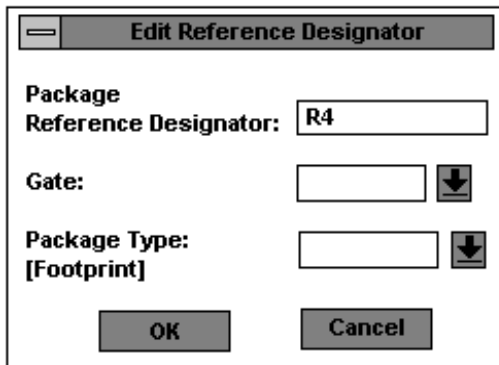 Edit Reference Designator
Package
Reference Designator: R4
Gate:
Package Type:
[Footprint]
OK Cancel